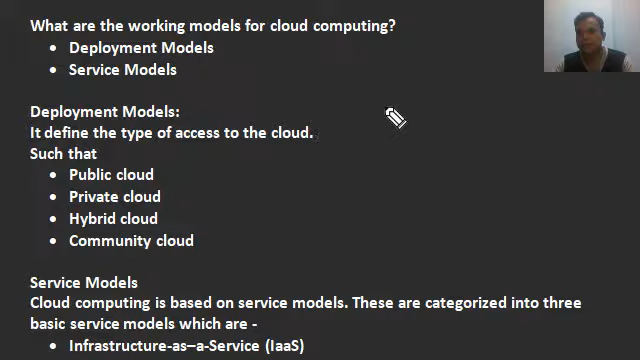 What are the working models for cloud computing?
• Deployment Models
• Service Models
Deployment Models:
It define the type of access to the cloud.
Such that
• Public cloud
• Private cloud
• Hybrid cloud
• Community cloud
Service Models
Cloud computing is based on service models. These are categorized into three
basic service models which are -
• Infrastructure-as–a-Service (IaaS)